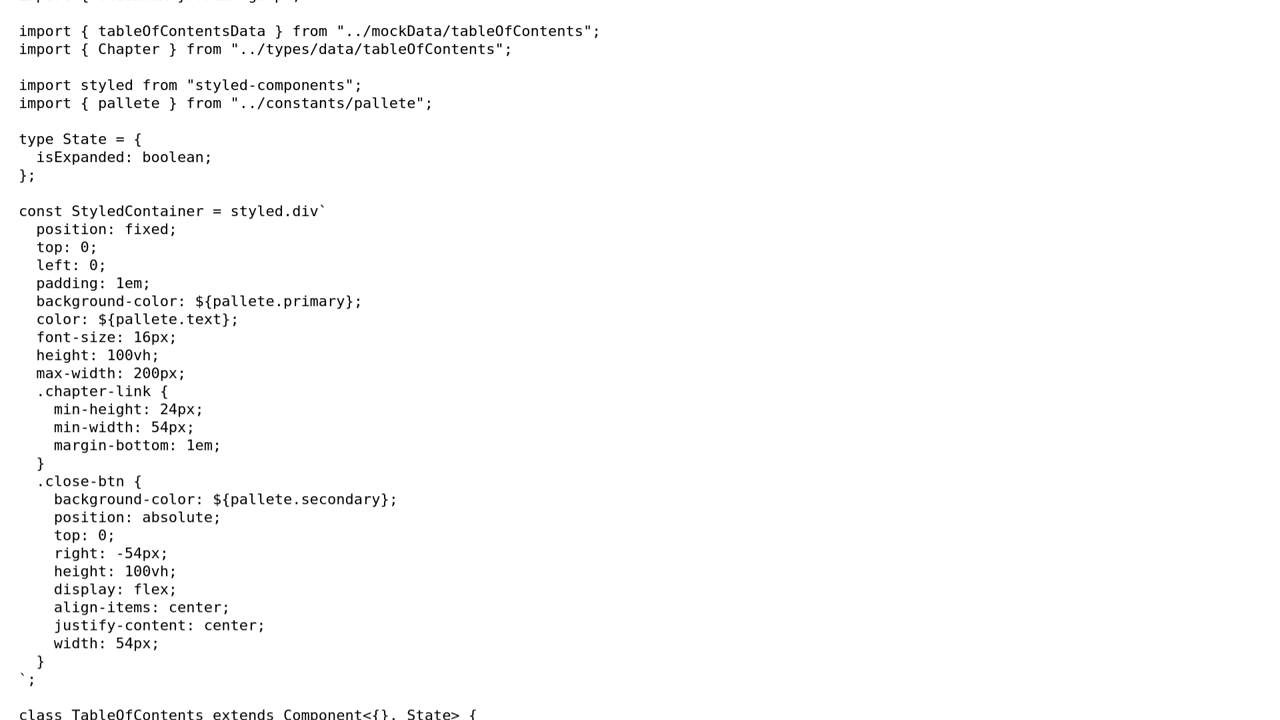 import { tableOfContentsData } from "../mockData/tableOfContents";
import { Chapter } from "../types/data/tableOfContents";

import styled from "styled-components";
import { pallete } from "../constants/pallete";

type State = {
  isExpanded: boolean;
};

const StyledContainer = styled.div`
  position: fixed;
  top: 0;
  left: 0;
  padding: 1em;
  background-color: ${pallete.primary};
  color: ${pallete.text};
  font-size: 16px;
  height: 100vh;
  max-width: 200px;
  .chapter-link {
    min-height: 24px;
    min-width: 54px;
    margin-bottom: 1em;
  }
  .close-btn {
    background-color: ${pallete.secondary};
    position: absolute;
    top: 0;
    right: -54px;
    height: 100vh;
    display: flex;
    align-items: center;
    justify-content: center;
    width: 54px;
  }
`;

class TableOfContents extends Component<{}, State> {